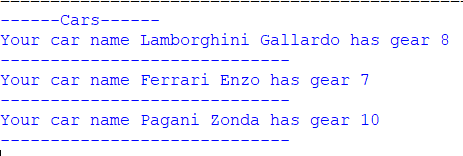 ------Cars------
Your car name Lamborghini Gallardo has gear 8
-----------------------------
Your car name Ferrari Enzo has gear 7
-----------------------------
Your car name Pagani Zonda has gear 10
-----------------------------